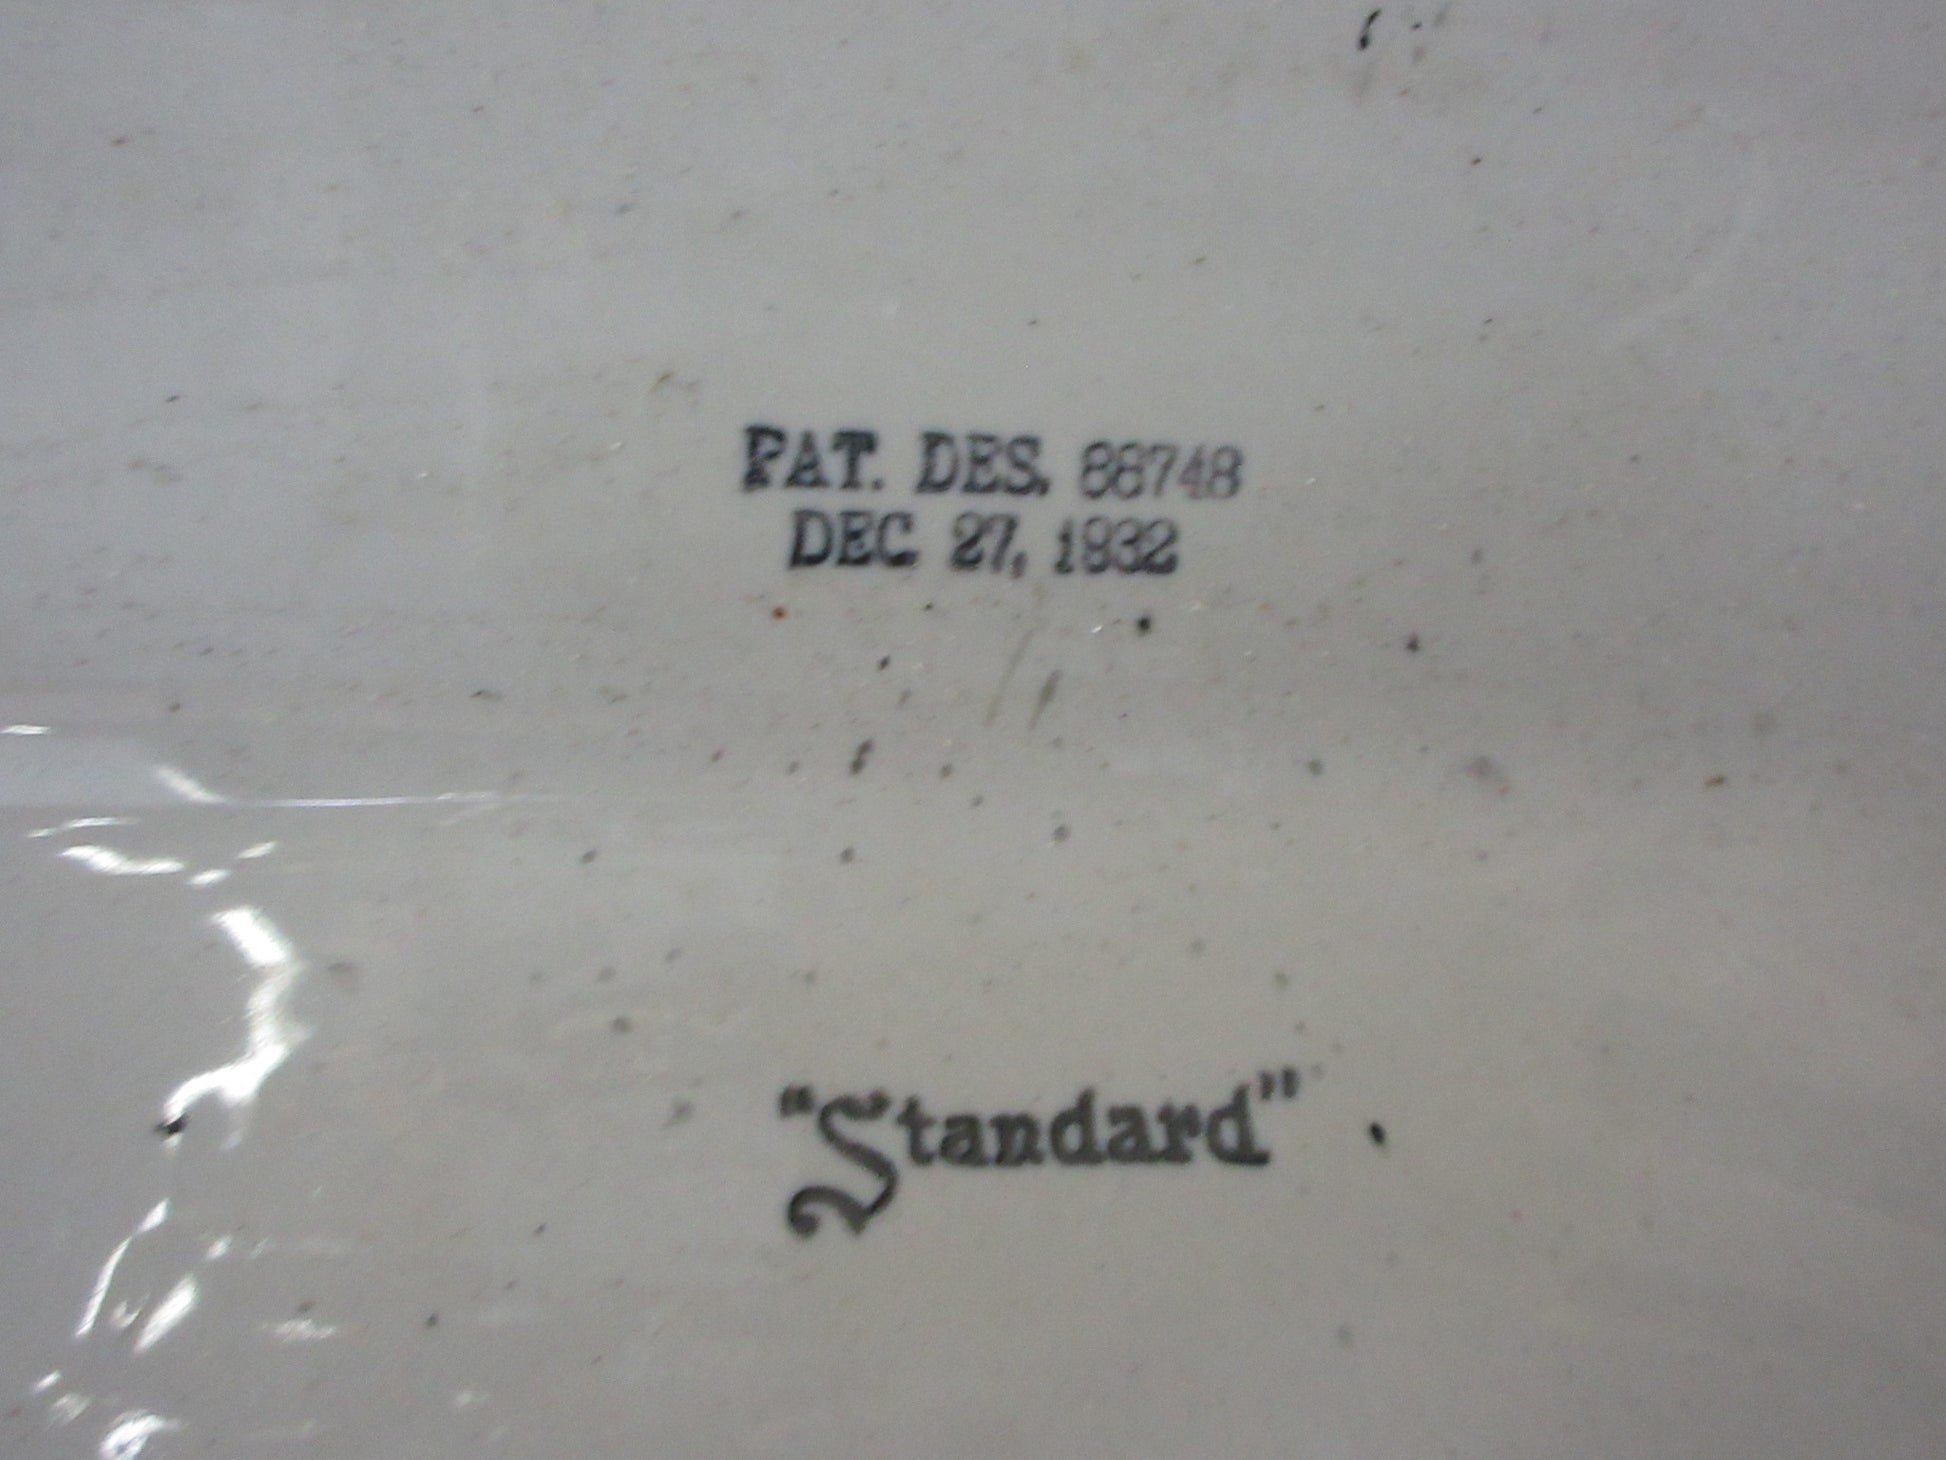 PAT. DES. 88748
DEC 27, 1932
"Standard"